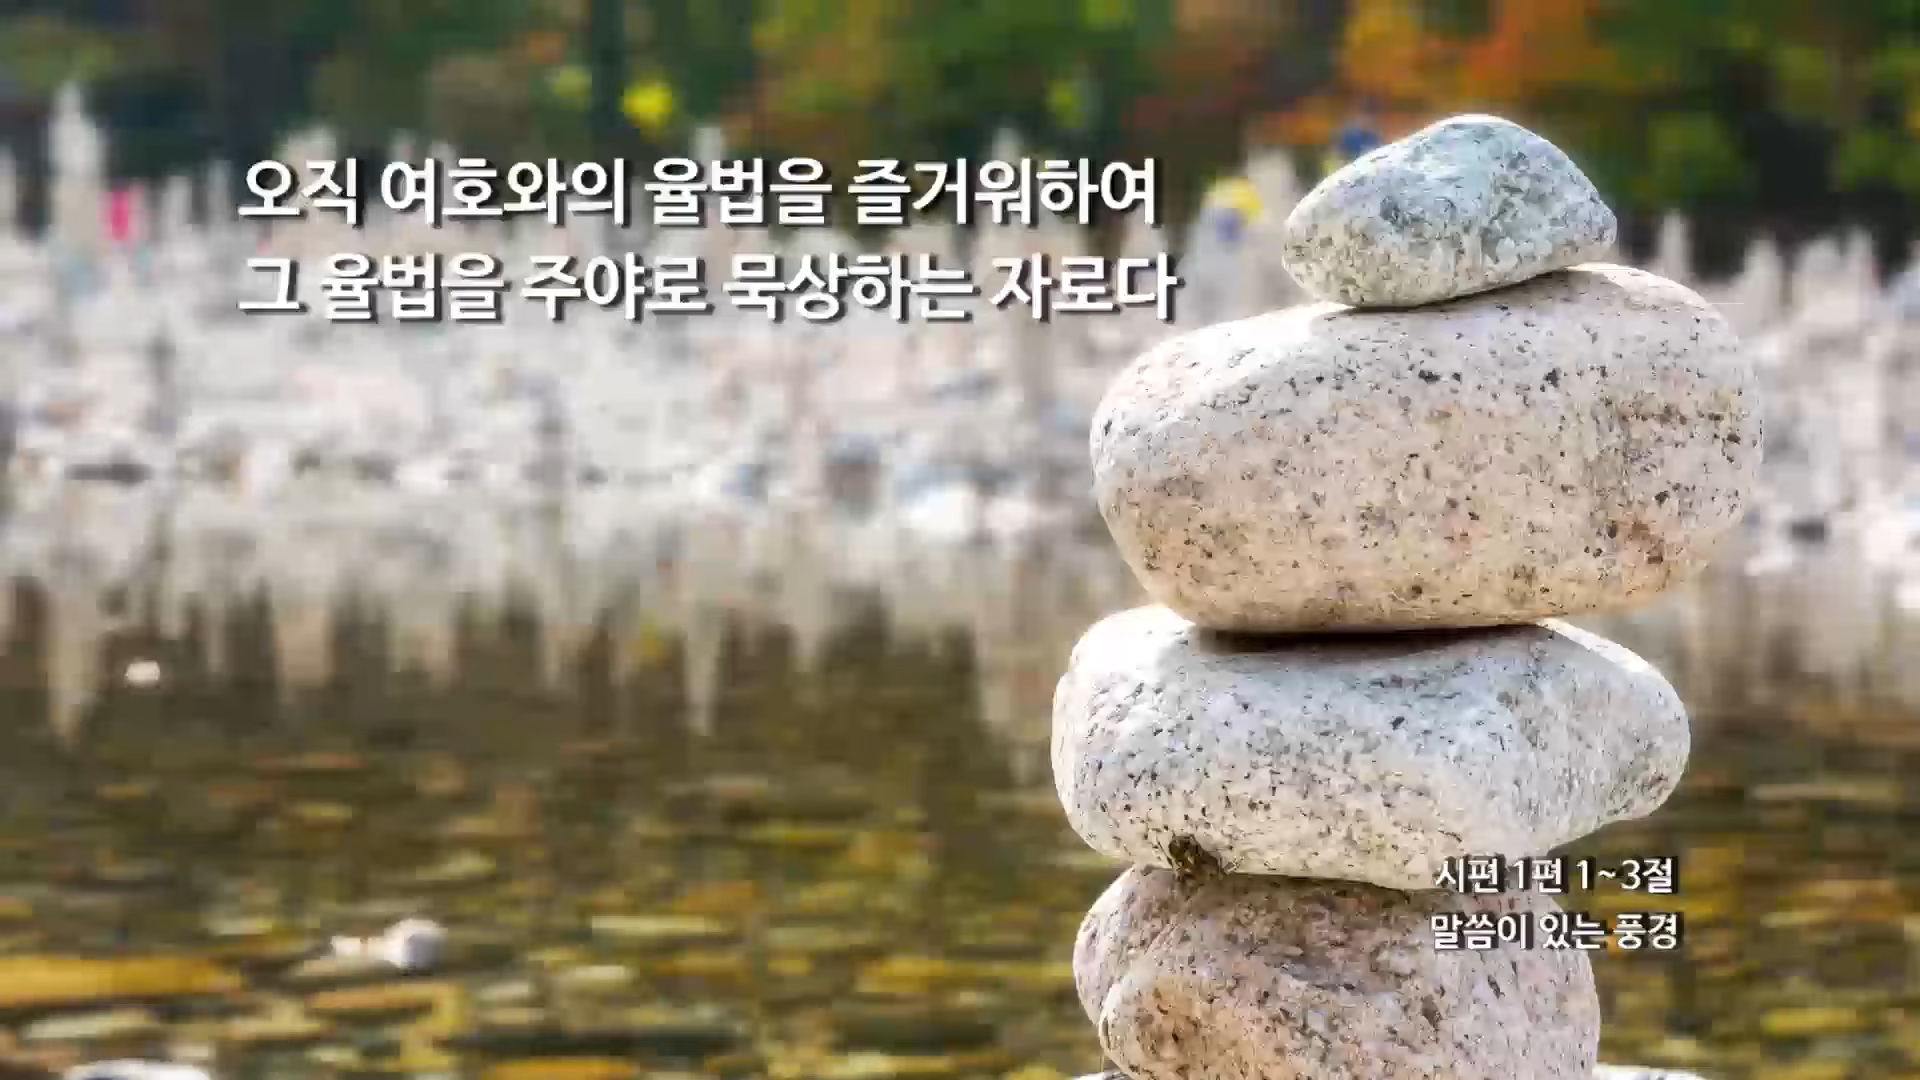 오직 여호와의 율법을 즐거워하여
그 율법을 주야로 묵상하는 자로다
시편 1편 1~3절
말씀이 있는 풍경